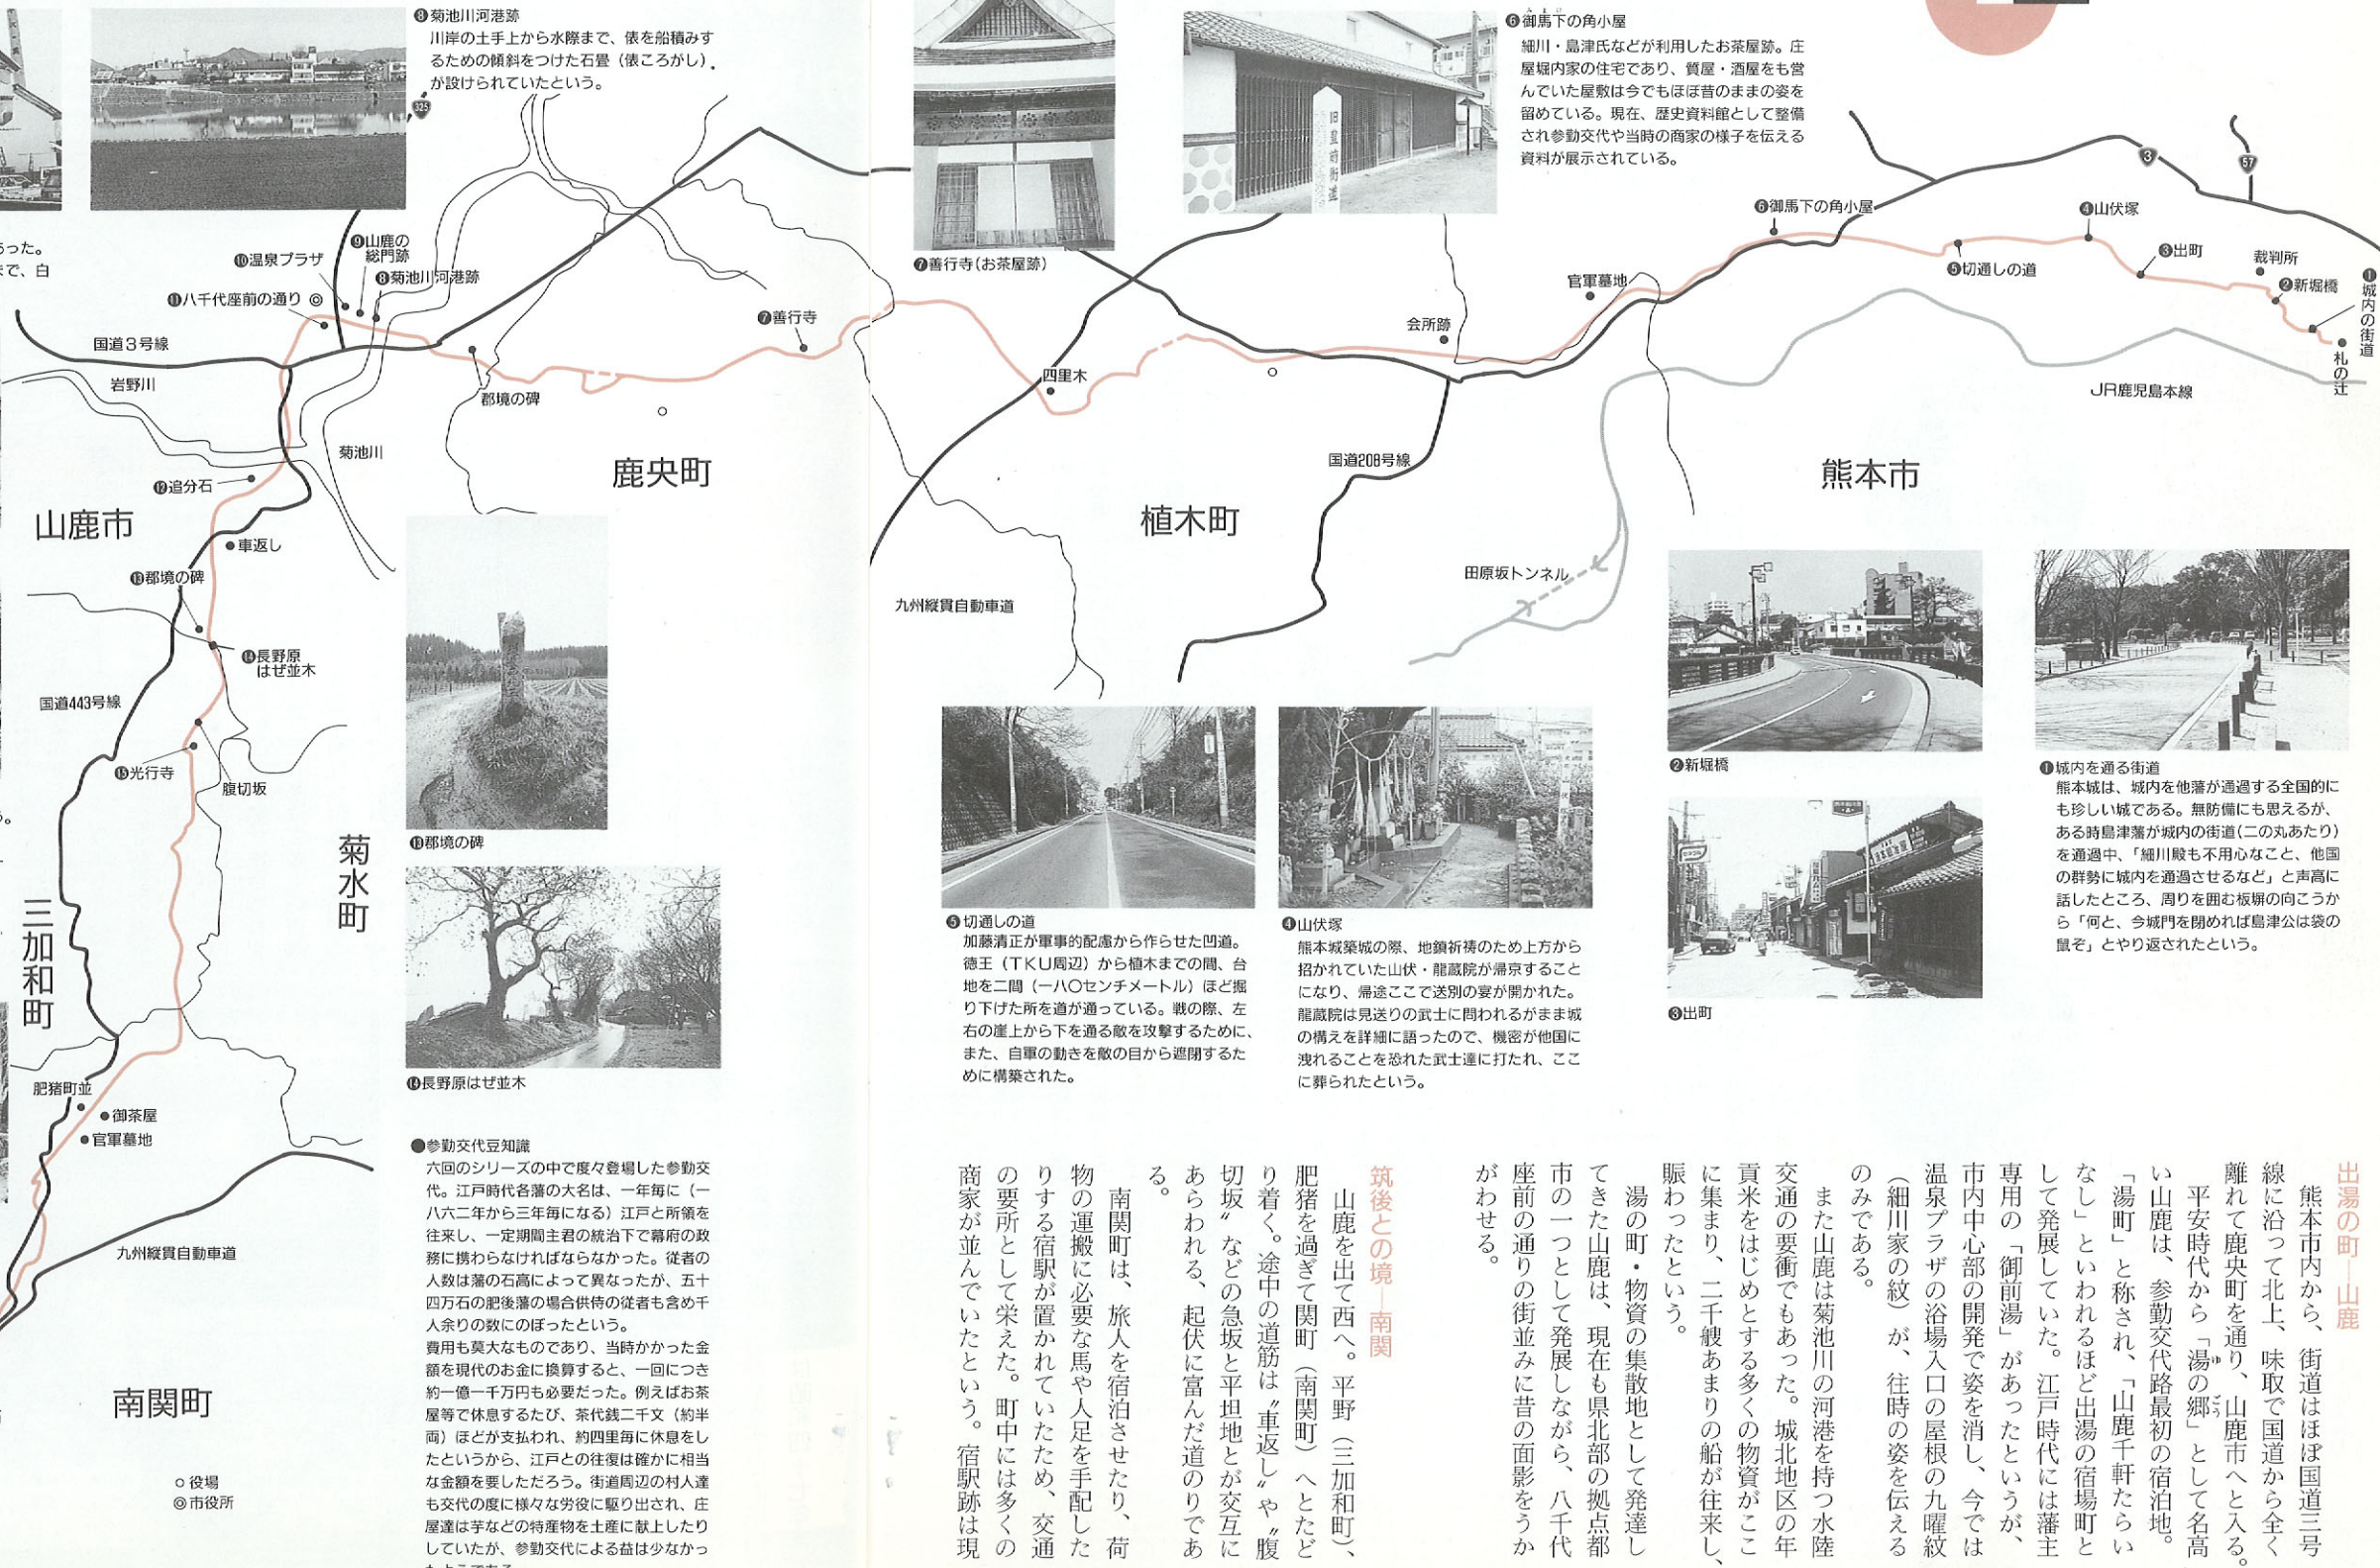 ❽菊池川河港跡
川岸の土手上から水際まで、俵を船積みす
るための傾斜をつけた石畳（俵ころがし）
が設けられていたという。
325
あった。
まで、白
❻御馬下の角小屋
細川・島津氏などが利用したお茶屋跡。庄
屋堀内家の住宅であり、質屋・酒屋をも営
んでいた屋敷は今でもほぼ昔のままの姿を
留めている。現在、歴史資料館として整備
され参勤交代や当時の商家の様子を伝える
資料が展示されている。
旧豊前街道
❼善行寺（お茶屋跡）
3
57
❿温泉プラザ
❾山鹿の
総門跡
❽菊池川河港跡
⓫八千代座前の通り ◎
国道3号線
岩野川
菊池川
郡境の碑
❼善行寺
鹿央町
四里木
会所跡
官軍墓地
❻御馬下の角小屋
❺切通しの道
❹山伏塚
❸出町
裁判所
❷新堀橋
❶城内の街道
札の辻
JR鹿児島本線
国道208号線
熊本市
植木町
田原坂トンネル
九州縦貫自動車道
⓬追分石
山鹿市
車返し
⓭郡境の碑
⓮長野原
はぜ並木
国道443号線
⓯光行寺
腹切坂
菊水町
三加和町
肥猪町並
御茶屋
官軍墓地
九州縦貫自動車道
南関町
○役場
◎市役所
⓭郡境の碑
⓮長野原はぜ並木
❷新堀橋
❸出町
❶城内を通る街道
熊本城は、城内を他藩が通過する全国的に
も珍しい城である。無防備にも思えるが、
ある時島津藩が城内の街道（二の丸あたり）
を通過中、「細川殿も不用心なこと、他国
の群勢に城内を通過させるなど」と声高に
話したところ、周りを囲む板塀の向こうか
ら「何と、今城門を閉めれば島津公は袋の
鼠ぞ」とやり返されたという。
❺切通しの道
加藤清正が軍事的配慮から作らせた凹道。
徳王（TKU周辺）から植木までの間、台
地を二間（一八〇センチメートル）ほど掘
り下げた所を道が通っている。戦の際、左
右の崖上から下を通る敵を攻撃するために、
また、自軍の動きを敵の目から遮閉するた
めに構築された。
❹山伏塚
熊本城築城の際、地鎮祈祷のため上方から
招かれていた山伏・龍蔵院が帰京すること
になり、帰途ここで送別の宴が開かれた。
龍蔵院は見送りの武士に問われるがまま城
の構えを詳細に語ったので、機密が他国に
洩れることを恐れた武士達に打たれ、ここ
に葬られたという。
●参勤交代豆知識
六回のシリーズの中で度々登場した参勤交
代。江戸時代各藩の大名は、一年毎に（一
八六二年から三年毎になる）江戸と所領を
往来し、一定期間主君の統治下で幕府の政
務に携わらなければならなかった。従者の
人数は藩の石高によって異なったが、五十
四万石の肥後藩の場合供侍の従者も含め千
人余りの数にのぼったという。
費用も莫大なものであり、当時かかった金
額を現代のお金に換算すると、一回につき
約一億一千万円も必要だった。例えばお茶
屋等で休息するたび、茶代銭二千文（約半
両）ほどが支払われ、約四里毎に休息をし
たというから、江戸との往復は確かに相当
な金額を要しただろう。街道周辺の村人達
も交代の度に様々な労役に駆り出され、庄
屋達は芋などの特産物を土産に献上したり
していたが、参勤交代による益は少なかっ
出湯の町―山鹿
熊本市内から、街道はほぼ国道三号
線に沿って北上、味取で国道から全く
離れて鹿央町を通り、山鹿市へと入る。
平安時代から「湯の郷」として名高
い山鹿は、参勤交代路最初の宿泊地。
「湯町」と称され、「山鹿千軒たらい
なし」といわれるほど出湯の宿場町と
して発展していた。江戸時代には藩主
専用の「御前湯」があったというが、
市内中心部の開発で姿を消し、今では
温泉プラザの浴場入口の屋根の九曜紋
（細川家の紋）が、往時の姿を伝える
のみである。
また山鹿は菊池川の河港を持つ水陸
交通の要衝でもあった。城北地区の年
貢米をはじめとする多くの物資がここ
に集まり、二千艘あまりの船が往来し、
賑わったという。
湯の町・物資の集散地として発達し
てきた山鹿は、現在も県北部の拠点都
市の一つとして発展しながら、八千代
座前の通りの街並みに昔の面影をうか
がわせる。
筑後との境―南関
山鹿を出て西へ。平野（三加和町）、
肥猪を過ぎて関町（南関町）へとたど
り着く。途中の道筋は〝車返し〟や〝腹
切坂〟などの急坂と平坦地とが交互に
あらわれる、起伏に富んだ道のりであ
る。
南関町は、旅人を宿泊させたり、荷
物の運搬に必要な馬や人足を手配した
りする宿駅が置かれていたため、交通
の要所として栄えた。町中には多くの
商家が並んでいたという。宿駅跡は現